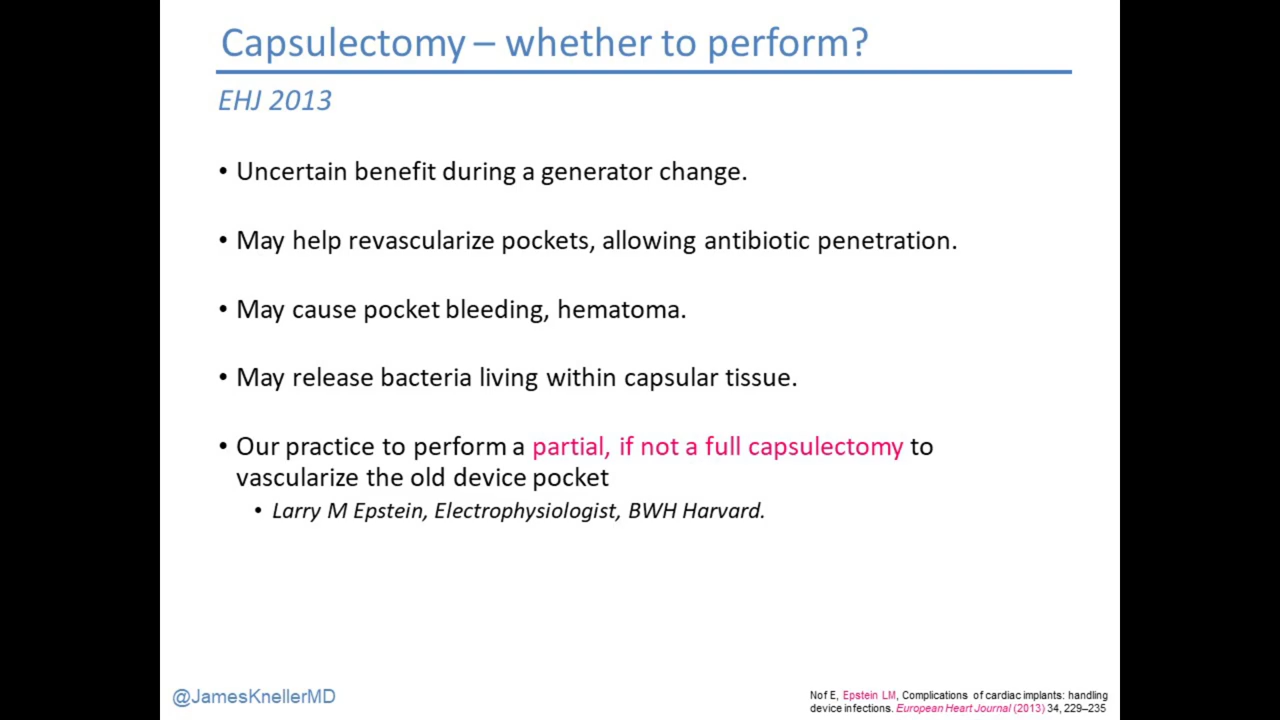 Capsulectomy – whether to perform?
EHJ 2013
• Uncertain benefit during a generator change.
• May help revascularize pockets, allowing antibiotic penetration.
• May cause pocket bleeding, hematoma.
• May release bacteria living within capsular tissue.
• Our practice to perform a partial, if not a full capsulectomy to
vascularize the old device pocket
• Larry M Epstein, Electrophysiologist, BWH Harvard.
@JamesKnellerMD
Nof E, Epstein LM, Complications of cardiac implants: handling
device infections. European Heart Journal (2013) 34, 229–235